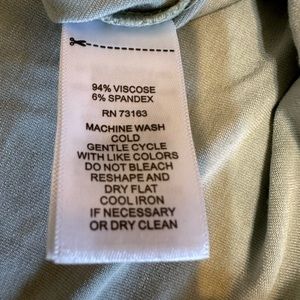 94% VISCOSE
6% SPANDEX
RN 73163
MACHINE WASH
COLD
GENTLE CYCLE
WITH LIKE COLORS
DO NOT BLEACH
RESHAPE AND
DRY FLAT
COOL IRON
IF NECESSARY
OR DRY CLEAN